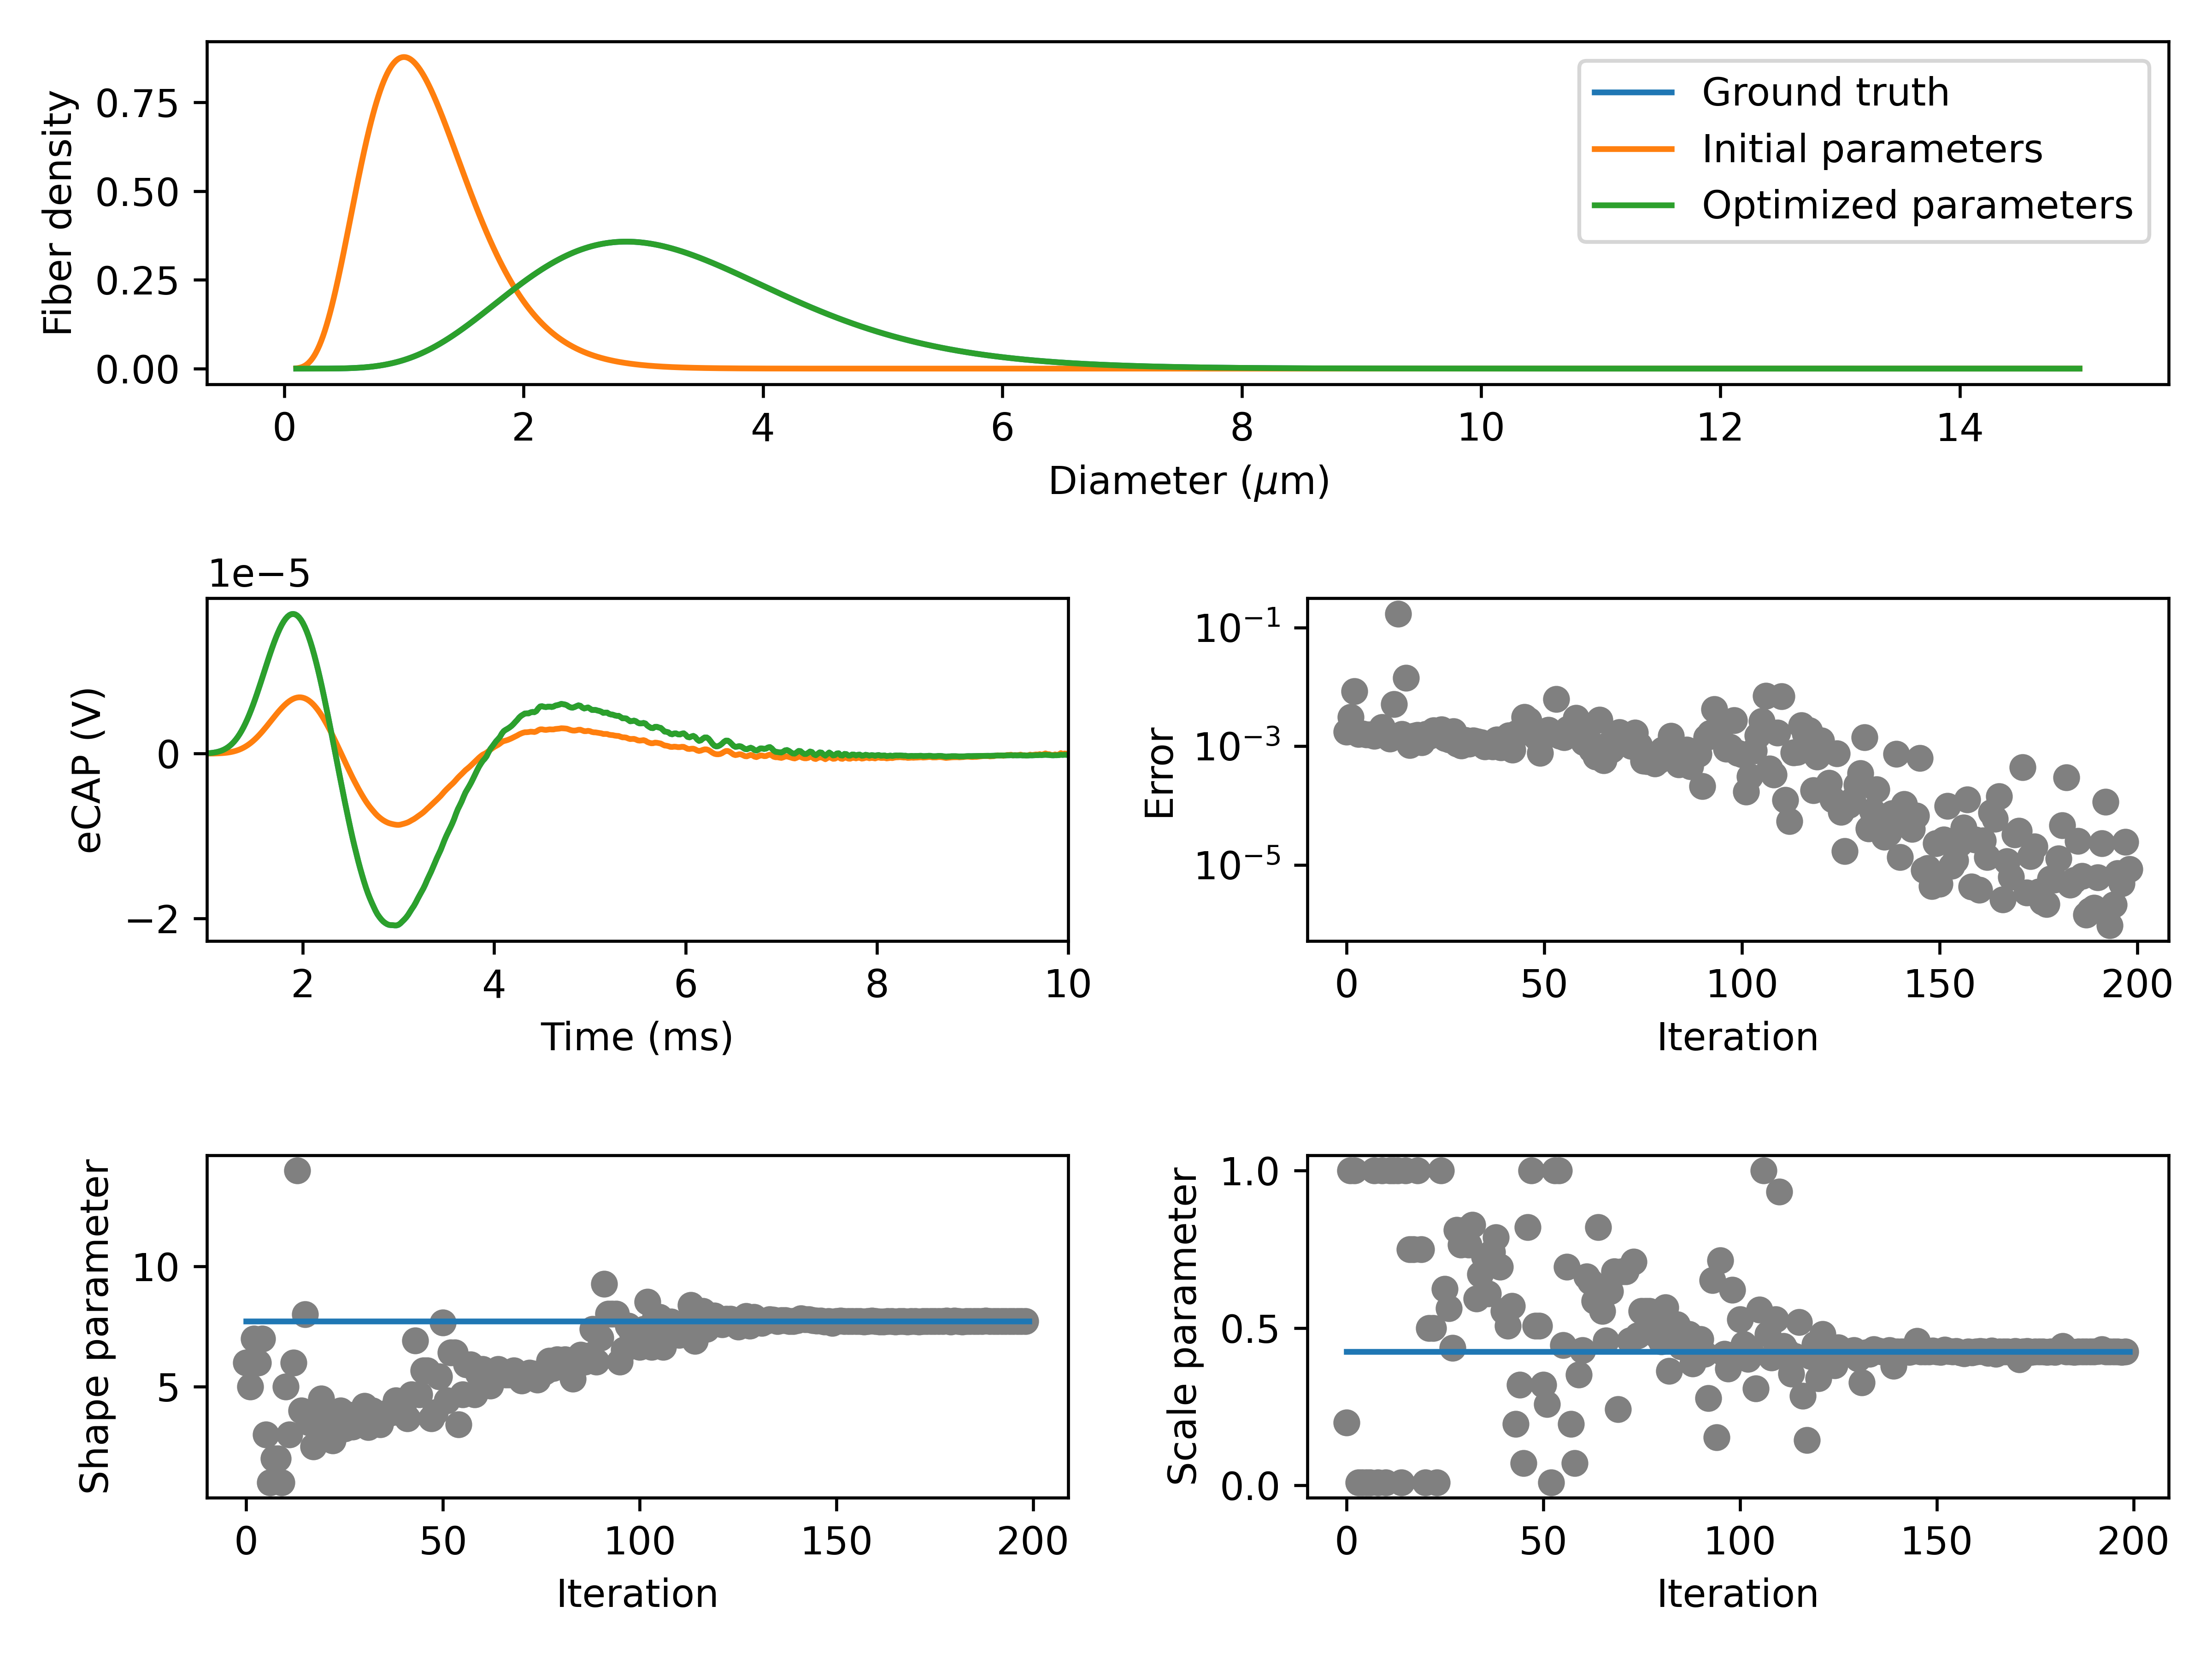 Fiber density
0.75
0.50
0.25
0.00
Ground truth
Initial parameters
Optimized parameters
0 2 4 6 8 10 12 14
Diameter (μm)
1e−5
eCAP (V)
0
−2
2 4 6 8 10
Time (ms)
Error
10⁻¹
10⁻³
10⁻⁵
0 50 100 150 200
Iteration
Shape parameter
10
5
0 50 100 150 200
Iteration
Scale parameter
1.0
0.5
0.0
0 50 100 150 200
Iteration